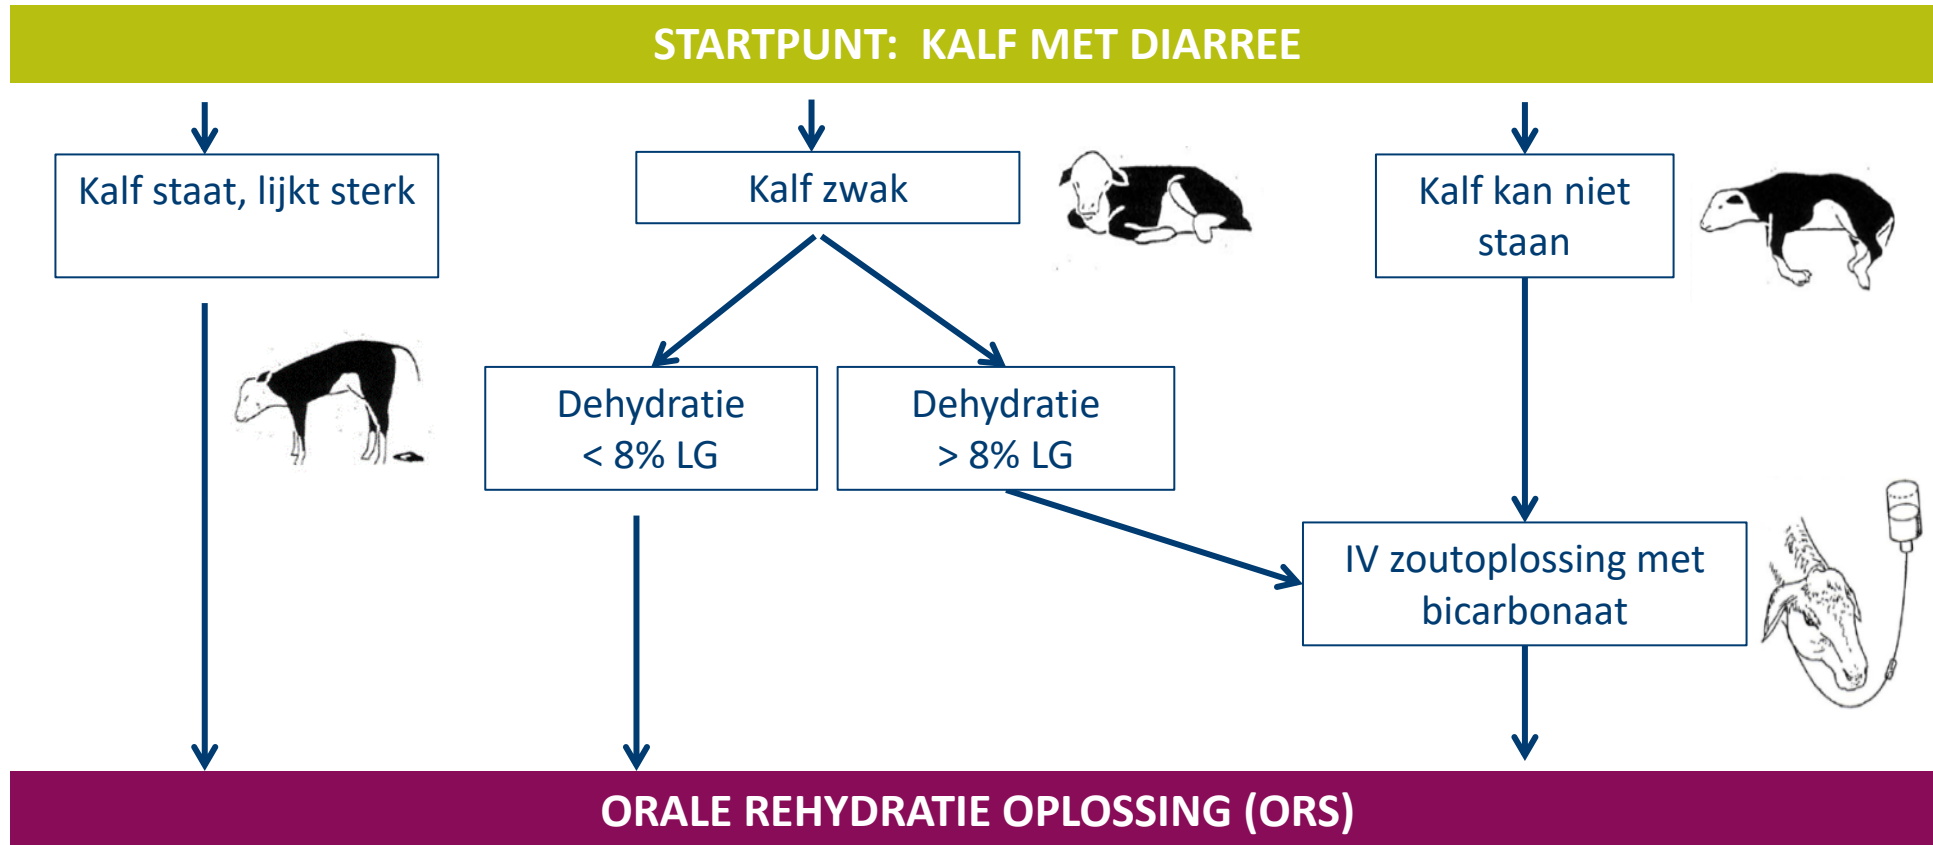 STARTPUNT: KALF MET DIARREE
Kalf staat, lijkt sterk
Kalf zwak
Kalf kan niet
staan
Dehydratie
< 8% LG
Dehydratie
> 8% LG
IV zoutoplossing met
bicarbonaat
ORALE REHYDRATIE OPLOSSING (ORS)